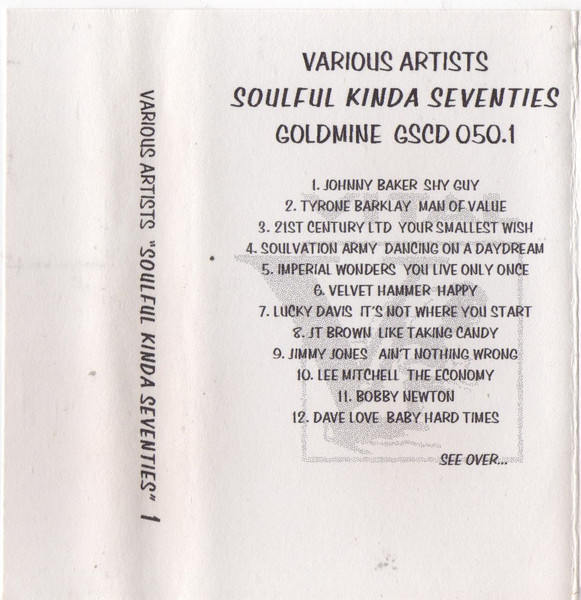 VARIOUS ARTISTS
SOULFUL KINDA SEVENTIES
GOLDMINE GSCD 050.1
1. JOHNNY BAKER SHY GUY
2. TYRONE BARKLAY MAN OF VALUE
3. 21ST CENTURY LTD YOUR SMALLEST WISH
4. SOULVATION ARMY DANCING ON A DAYDREAM
5. IMPERIAL WONDERS YOU LIVE ONLY ONCE
6. VELVET HAMMER HAPPY
7. LUCKY DAVIS IT'S NOT WHERE YOU START
8. JT BROWN LIKE TAKING CANDY
9. JIMMY JONES AIN'T NOTHING WRONG
10. LEE MITCHELL THE ECONOMY
11. BOBBY NEWTON
12. DAVE LOVE BABY HARD TIMES
SEE OVER...
VARIOUS ARTISTS "SOULFUL KINDA SEVENTIES" 1